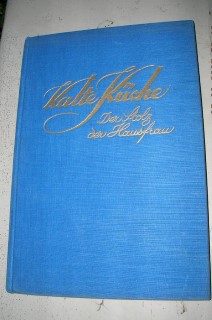 Kalte Küche
Der Stolz
der Hausfrau